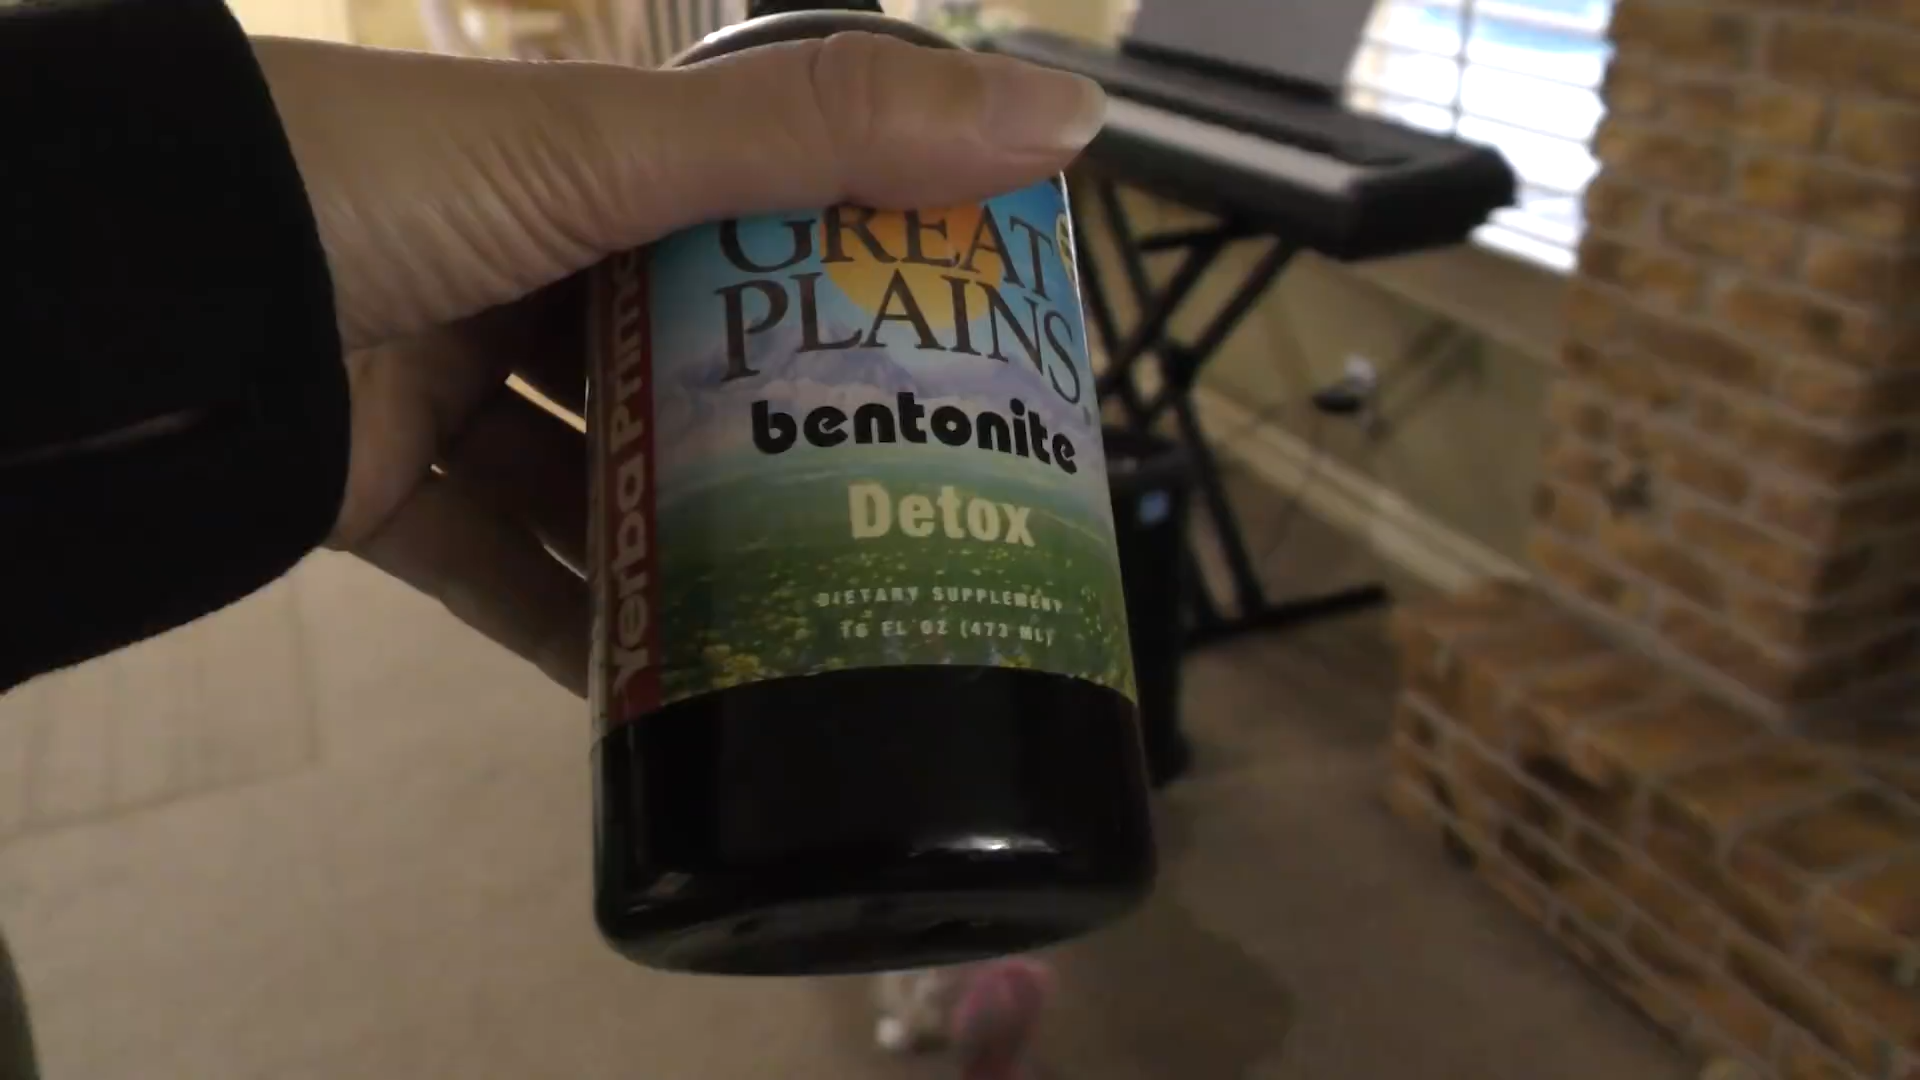 GREAT
PLAINS
bentonite
Detox
DIETARY SUPPLEMENT
16 FL OZ (473 ML)
Yerba Prima